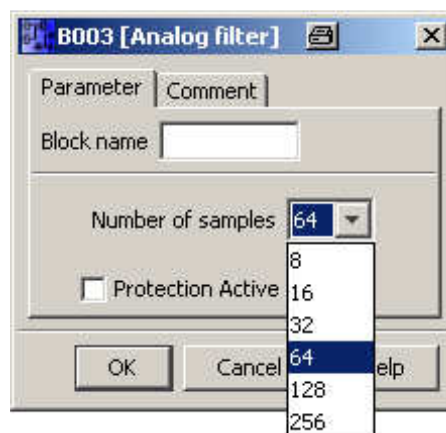 B003 [Analog filter]
Parameter Comment
Block name
Number of samples 64
8
Protection Active 16
32
64
OK Cancel elp
128
256